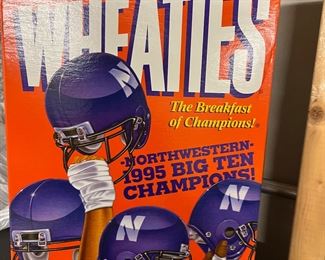 WHEATIES
The Breakfast
of Champions!®
-NORTHWESTERN-
1995 BIG TEN
CHAMPIONS!
N
N
N